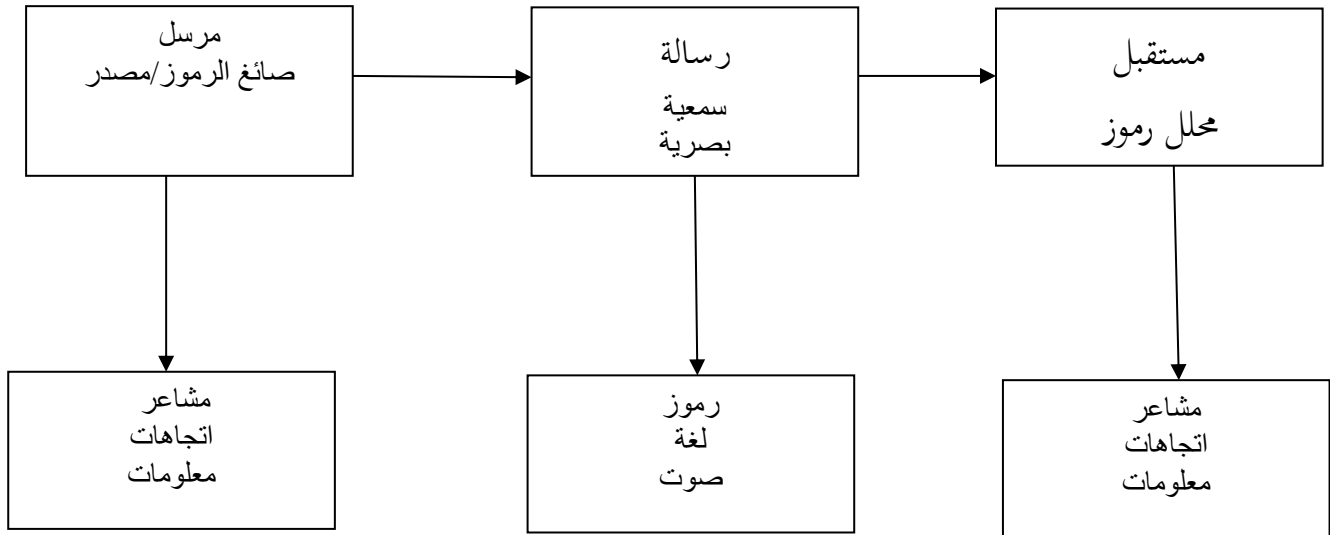 مرسل
صائغ الرموز/مصدر
رسالة
سمعية
بصرية
مستقبل
محلل رموز
مشاعر
اتجاهات
معلومات
رموز
لغة
صوت
مشاعر
اتجاهات
معلومات